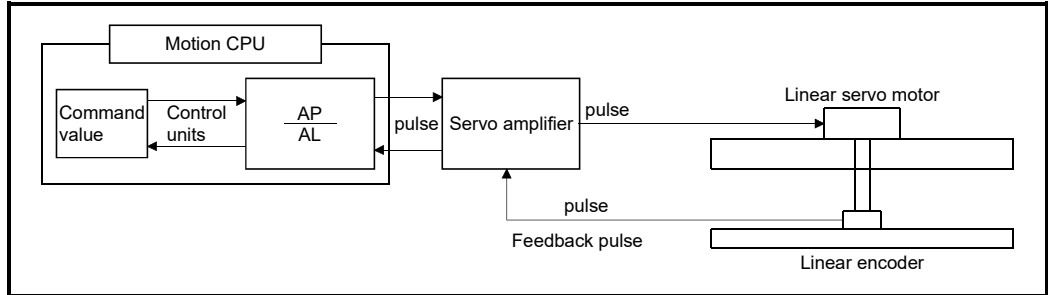 Motion CPU
Command
value
Control
units
AP
AL
pulse
Servo amplifier
pulse
Linear servo motor
pulse
Feedback pulse
Linear encoder